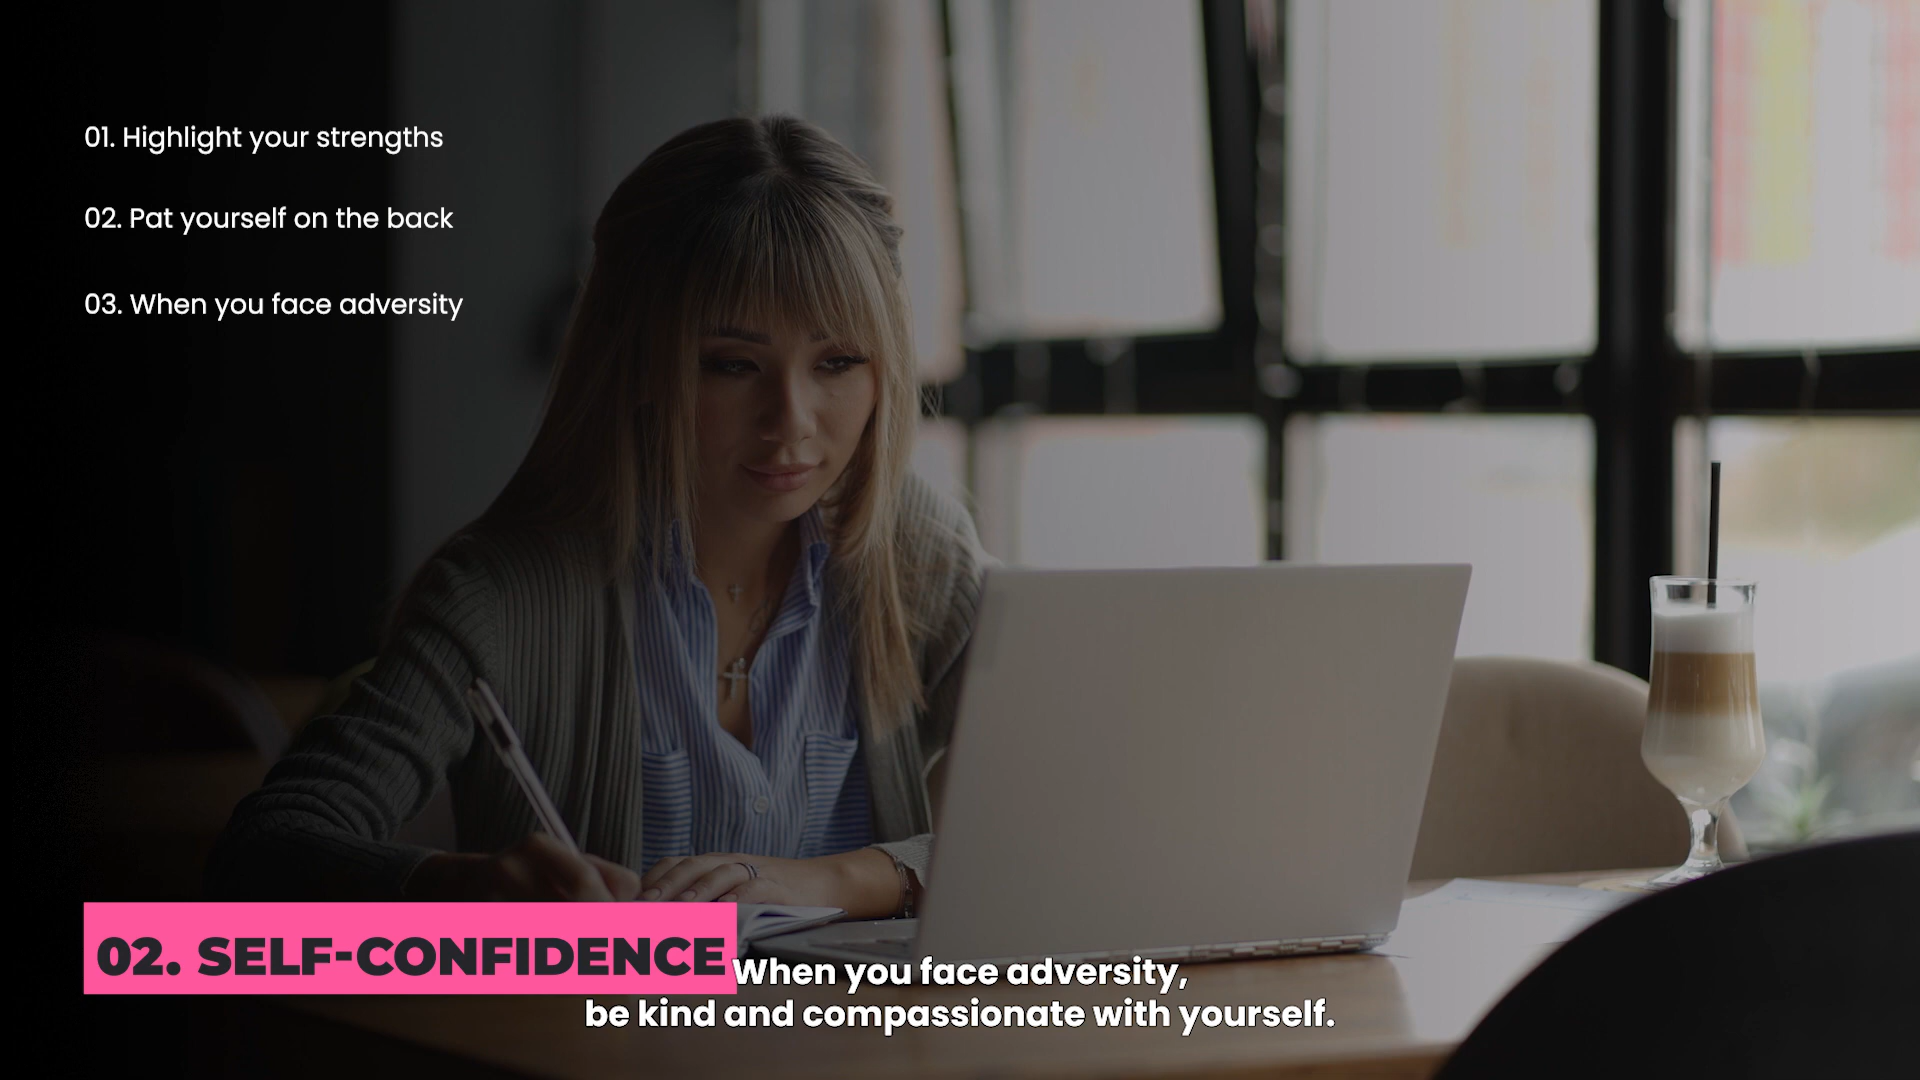 01. Highlight your strengths
02. Pat yourself on the back
03. When you face adversity
02. SELF-CONFIDENCE
When you face adversity,
be kind and compassionate with yourself.